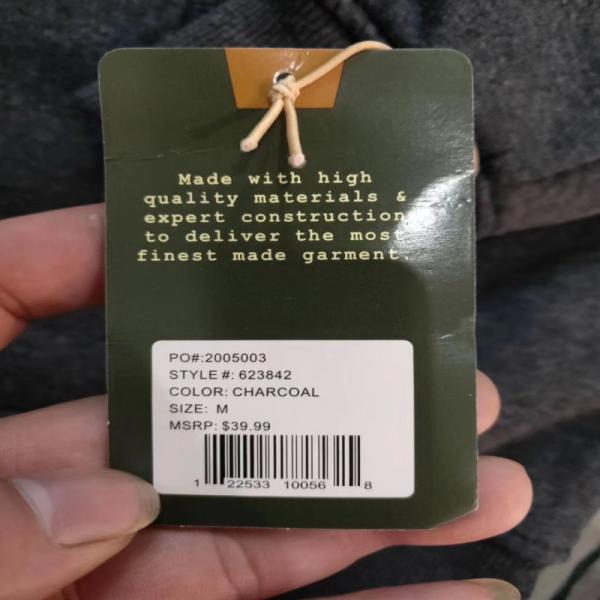 Made with high
quality materials &
expert construction
to deliver the most
finest made garment.
PO#:2005003
STYLE #: 623842
COLOR: CHARCOAL
SIZE: M
MSRP: $39.99
1 22533 10056 8